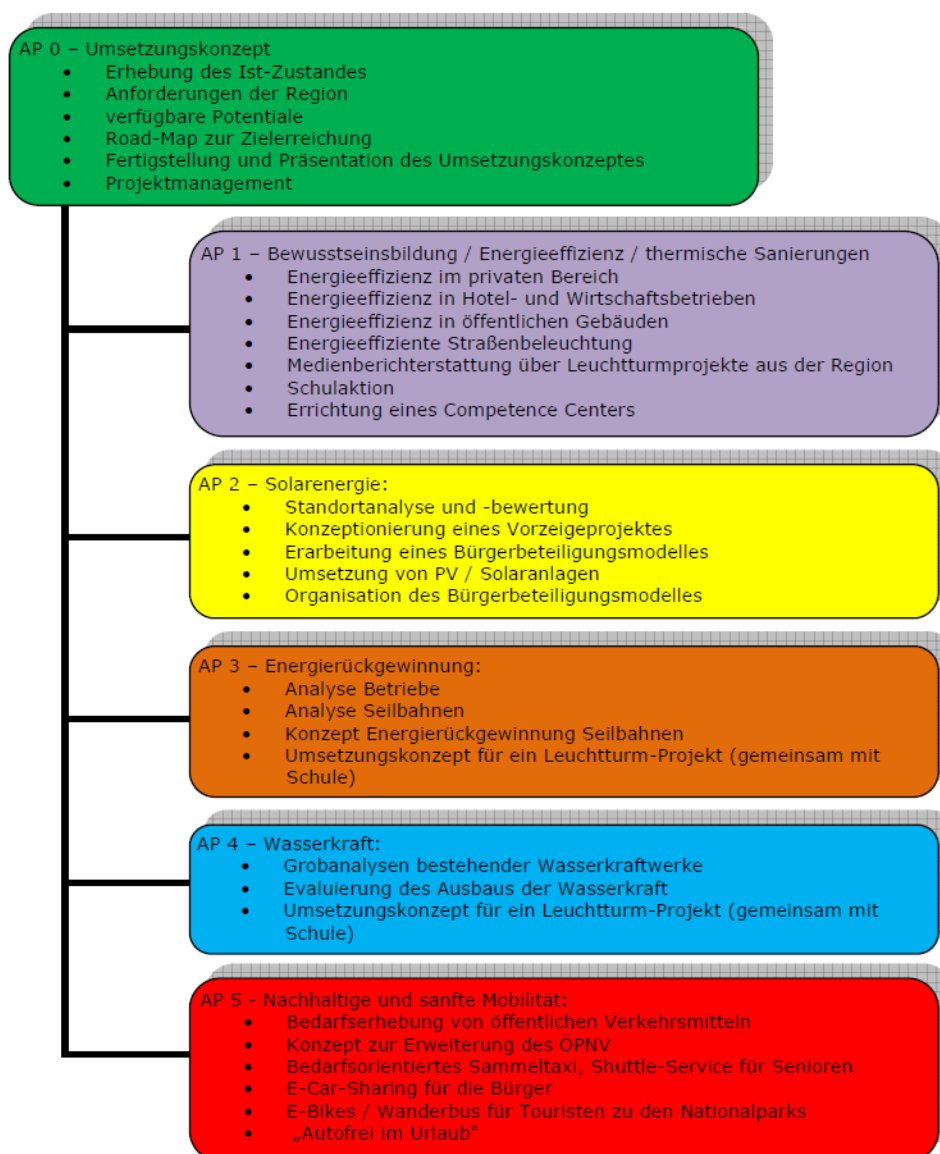 AP 0 – Umsetzungskonzept
• Erhebung des Ist-Zustandes
• Anforderungen der Region
• verfügbare Potentiale
• Road-Map zur Zielerreichung
• Fertigstellung und Präsentation des Umsetzungskonzeptes
• Projektmanagement
AP 1 – Bewusstseinsbildung / Energieeffizienz / thermische Sanierungen
• Energieeffizienz im privaten Bereich
• Energieeffizienz in Hotel- und Wirtschaftsbetrieben
• Energieeffizienz in öffentlichen Gebäuden
• Energieeffiziente Straßenbeleuchtung
• Medienberichterstattung über Leuchtturmprojekte aus der Region
• Schulaktion
• Errichtung eines Competence Centers
AP 2 – Solarenergie:
• Standortanalyse und -bewertung
• Konzeptionierung eines Vorzeigeprojektes
• Erarbeitung eines Bürgerbeteiligungsmodelles
• Umsetzung von PV / Solaranlagen
• Organisation des Bürgerbeteiligungsmodelles
AP 3 – Energierückgewinnung:
• Analyse Betriebe
• Analyse Seilbahnen
• Konzept Energierückgewinnung Seilbahnen
• Umsetzungskonzept für ein Leuchtturm-Projekt (gemeinsam mit
Schule)
AP 4 – Wasserkraft:
• Grobanalysen bestehender Wasserkraftwerke
• Evaluierung des Ausbaus der Wasserkraft
• Umsetzungskonzept für ein Leuchtturm-Projekt (gemeinsam mit
Schule)
AP 5 - Nachhaltige und sanfte Mobilität:
• Bedarfserhebung von öffentlichen Verkehrsmitteln
• Konzept zur Erweiterung des ÖPNV
• Bedarfsorientiertes Sammeltaxi, Shuttle-Service für Senioren
• E-Car-Sharing für die Bürger
• E-Bikes / Wanderbus für Touristen zu den Nationalparks
• „Autofrei im Urlaub“